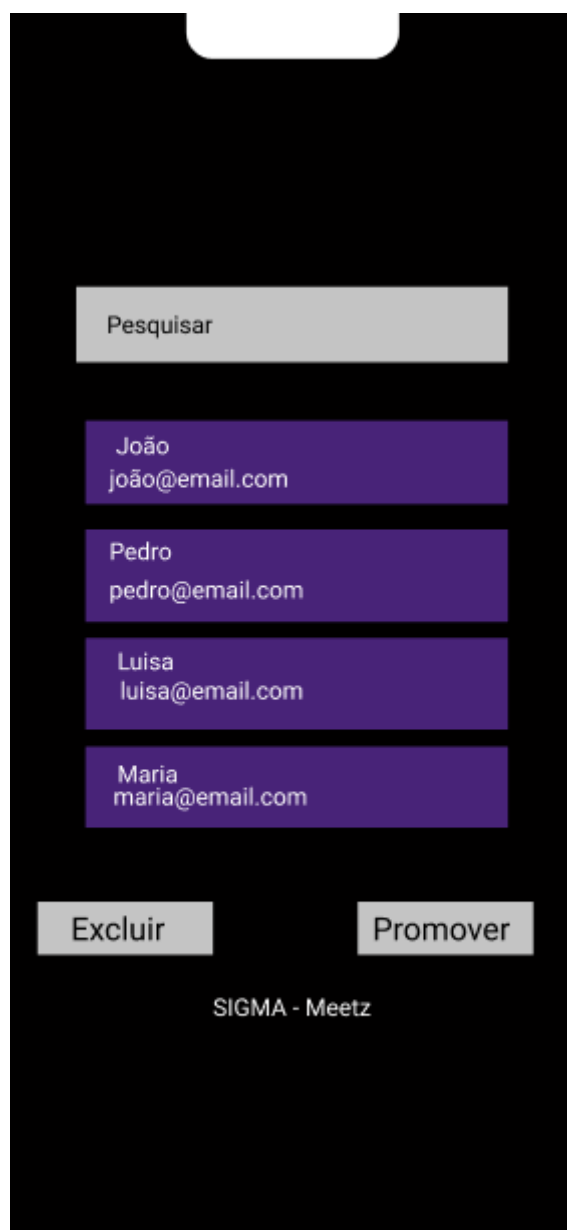 Pesquisar
João
joão@email.com
Pedro
pedro@email.com
Luisa
luisa@email.com
Maria
maria@email.com
Excluir
Promover
SIGMA - Meetz